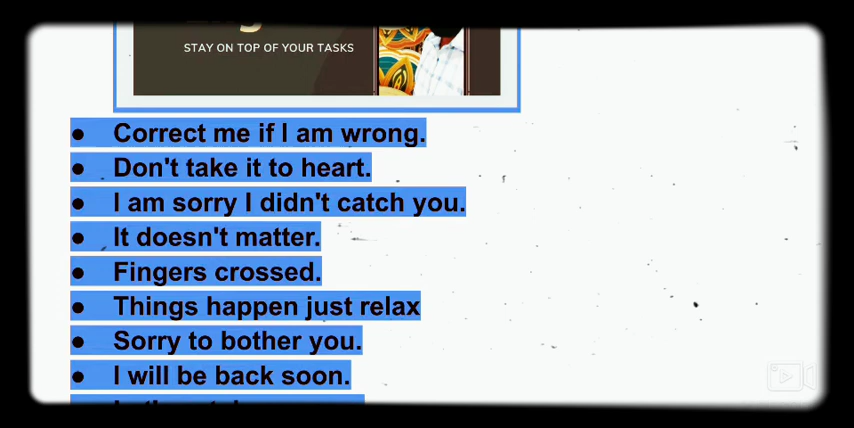 STAY ON TOP OF YOUR TASKS
● Correct me if I am wrong.
● Don't take it to heart.
● I am sorry I didn't catch you.
● It doesn't matter.
● Fingers crossed.
● Things happen just relax
● Sorry to bother you.
● I will be back soon.